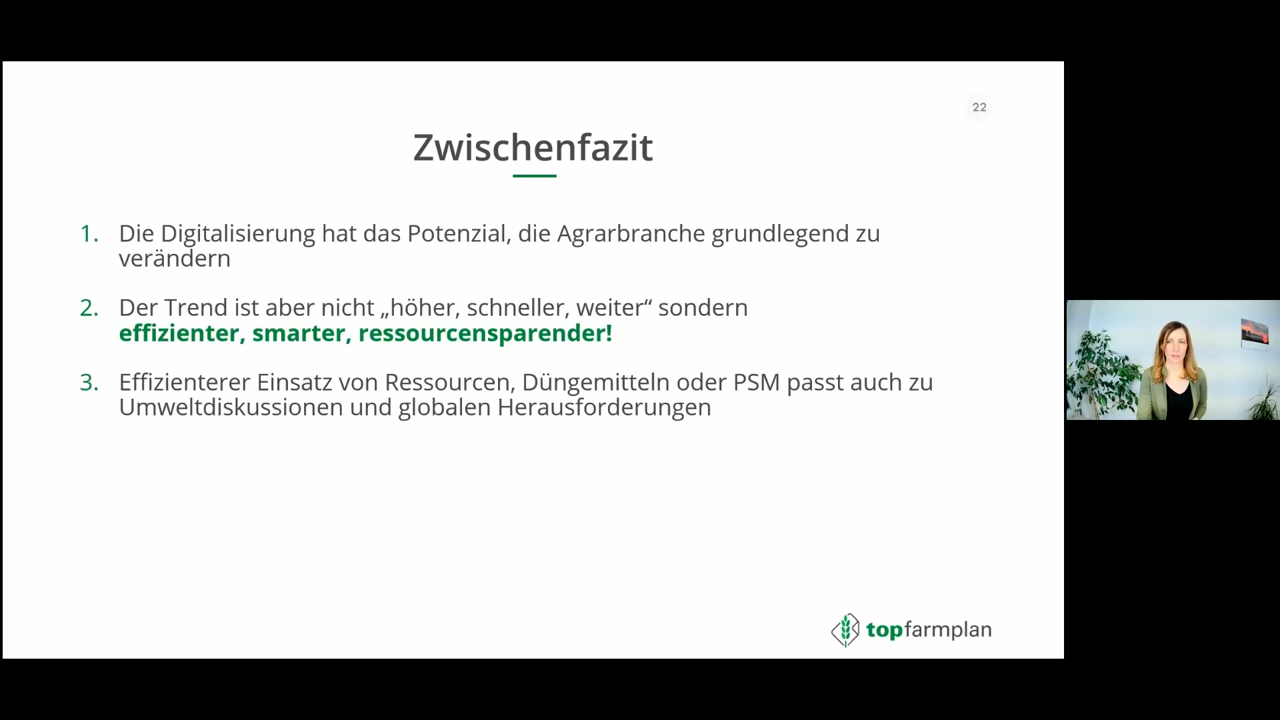 22
Zwischenfazit
1. Die Digitalisierung hat das Potenzial, die Agrarbranche grundlegend zu
verändern
2. Der Trend ist aber nicht „höher, schneller, weiter“ sondern
effizienter, smarter, ressourcensparender!
3. Effizienterer Einsatz von Ressourcen, Düngemitteln oder PSM passt auch zu
Umweltdiskussionen und globalen Herausforderungen
topfarmplan